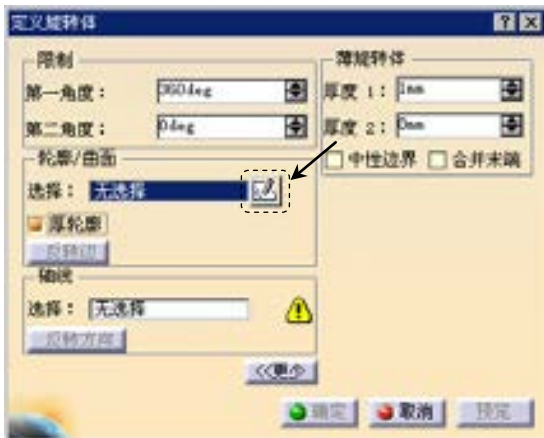 定义旋转体
限制
第一角度： 360deg
第二角度： 0deg
轮廓/曲面
选择： 无选择
厚轮廓
反转边
轴线
选择： 无选择
反转方向
<<更少
薄旋转体
厚度 1： 1mm
厚度 2： 0mm
中性边界 合并末端
确定 取消 预览